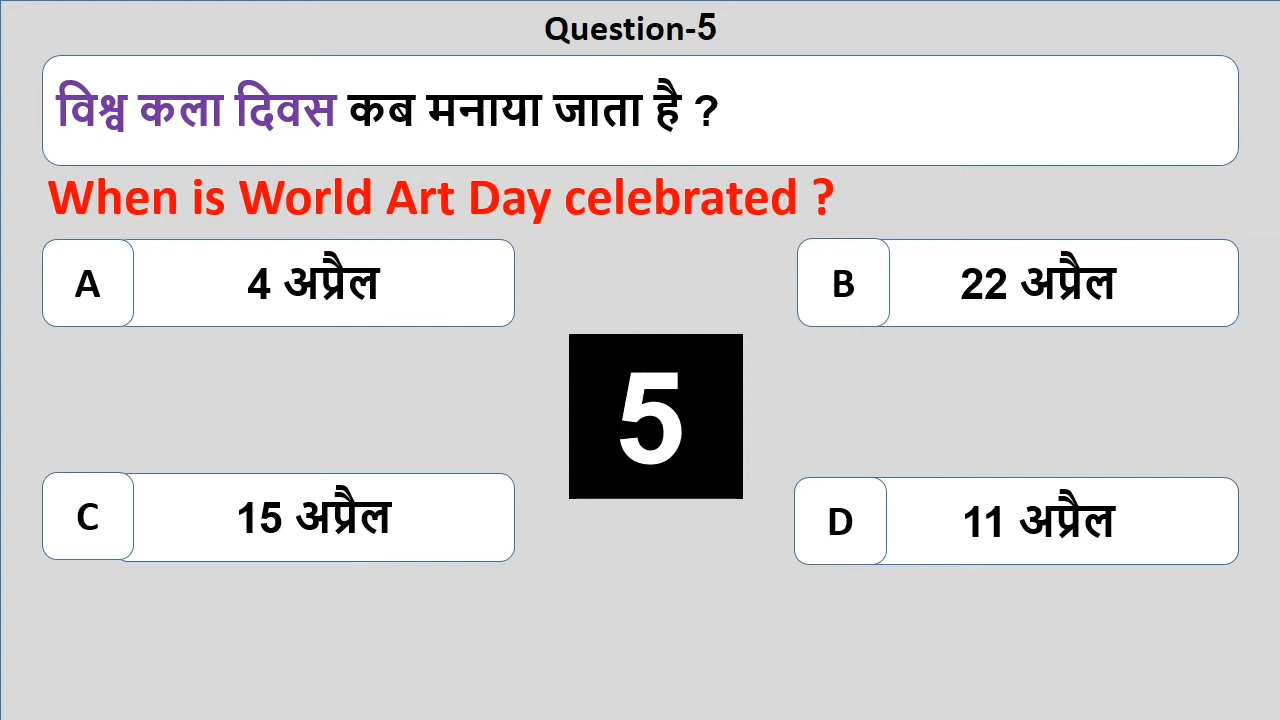 Question-5
विश्व कला दिवस कब मनाया जाता है ?
When is World Art Day celebrated ?
A 4 अप्रैल
B 22 अप्रैल
5
C 15 अप्रैल
D 11 अप्रैल